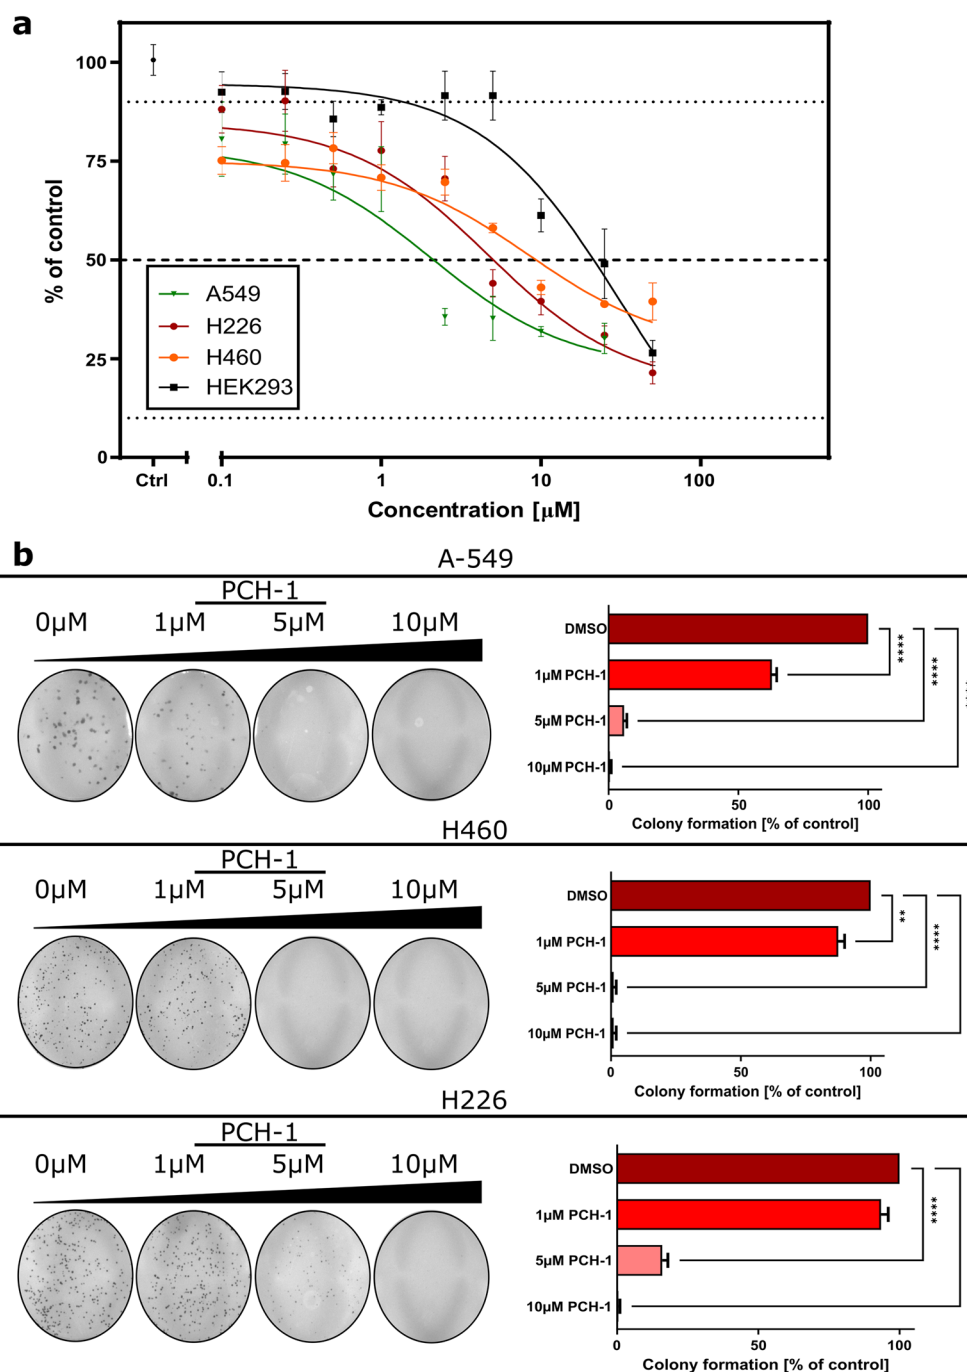 a
% of control
100
75
50
25
0
A549
H226
H460
HEK293
Ctrl
0.1
1
10
100
Concentration [μM]
b
A-549
PCH-1
0μM
1μM
5μM
10μM
DMSO
1μM PCH-1
5μM PCH-1
10μM PCH-1
****
****
0
50
100
Colony formation [% of control]
H460
PCH-1
0μM
1μM
5μM
10μM
DMSO
1μM PCH-1
5μM PCH-1
10μM PCH-1
**
****
0
50
100
Colony formation [% of control]
H226
PCH-1
0μM
1μM
5μM
10μM
DMSO
1μM PCH-1
5μM PCH-1
10μM PCH-1
****
0
50
100
Colony formation [% of control]